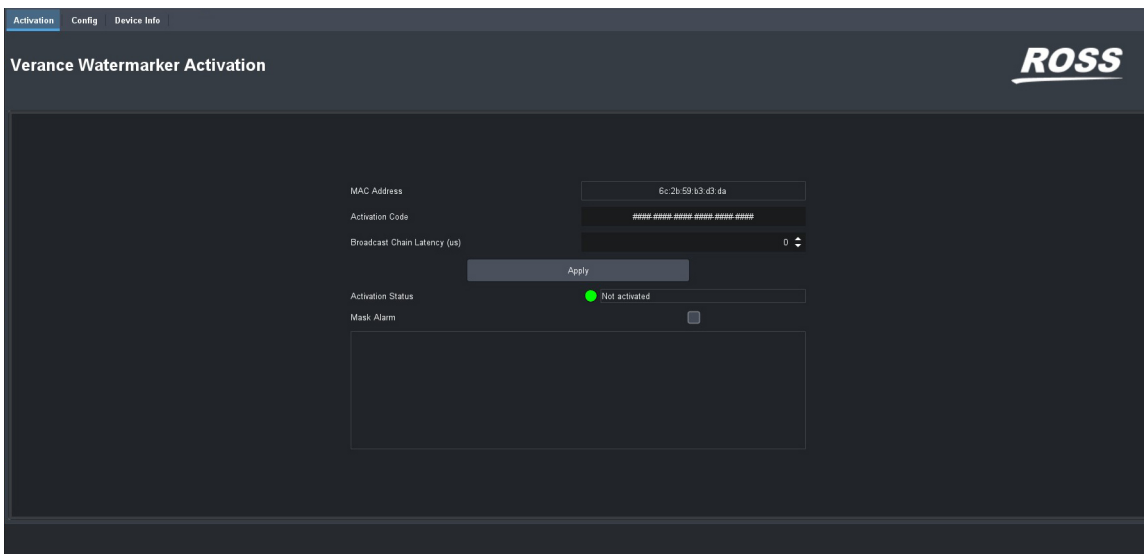 Activation Config Device Info
Verance Watermarker Activation
ROSS
MAC Address 6c:2b:59:b3:d3:da
Activation Code ####-####-####-####-####-####
Broadcast Chain Latency (us) 0
Apply
Activation Status Not activated
Mask Alarm